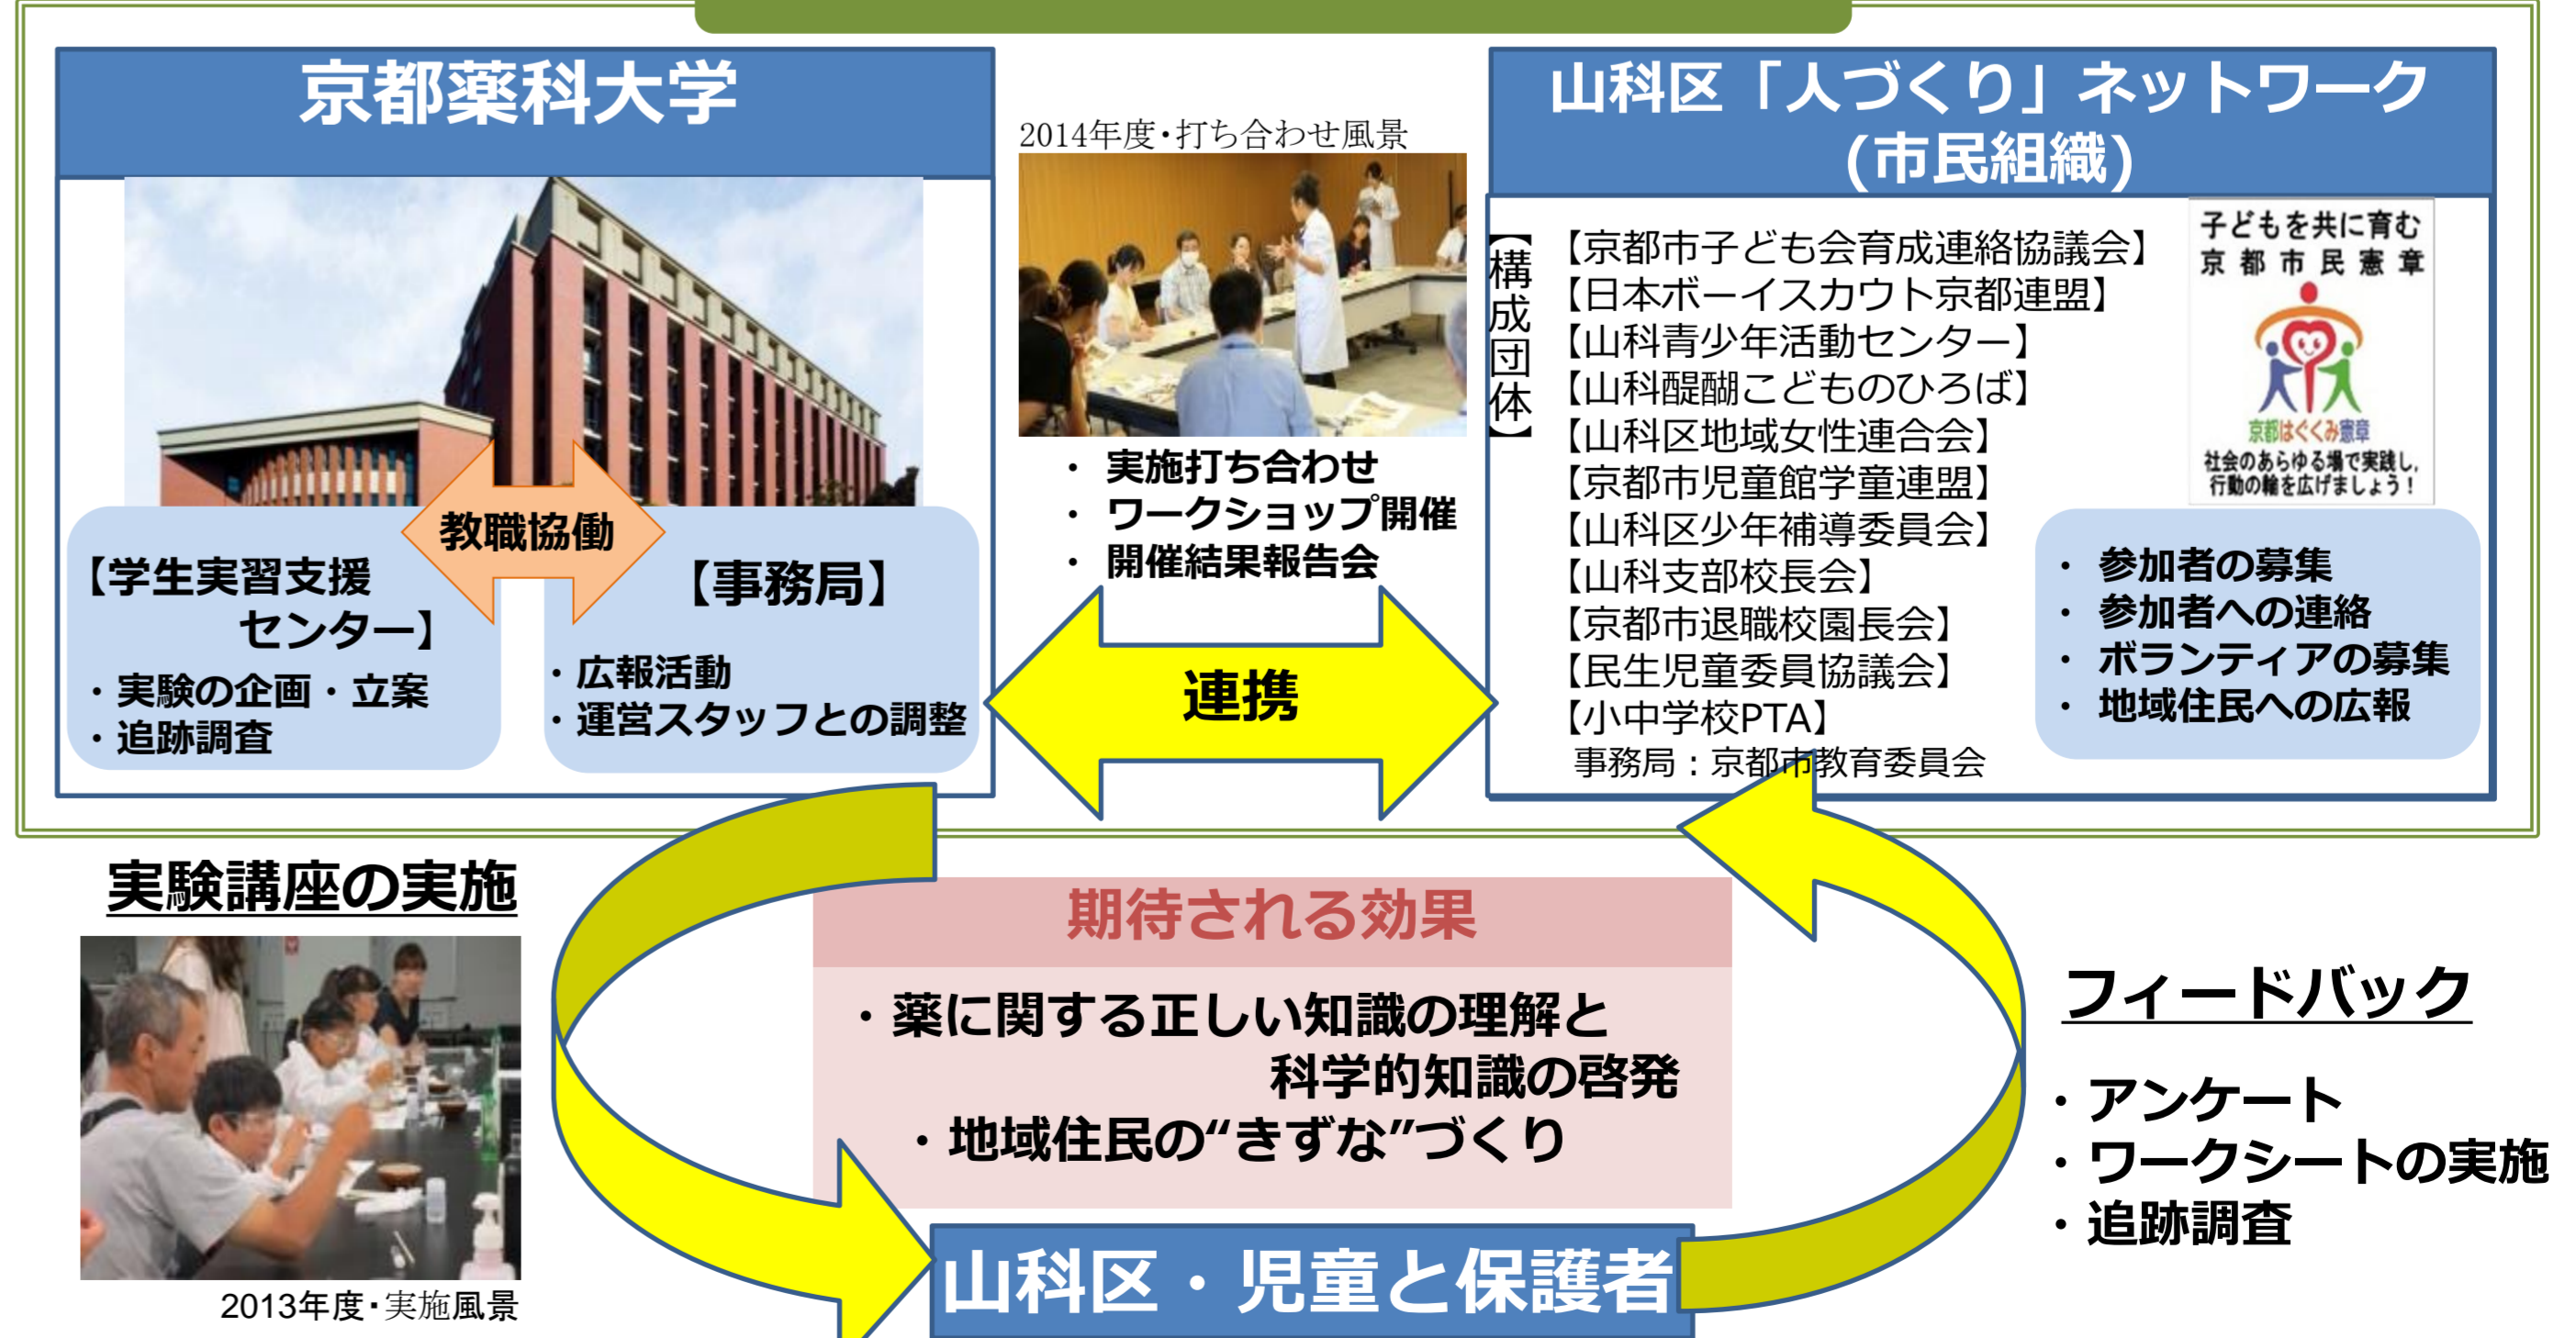 京都薬科大学
【学生実習支援
センター】
・実験の企画・立案
・追跡調査
教職協働
【事務局】
・広報活動
・運営スタッフとの調整
2014年度・打ち合わせ風景
・ 実施打ち合わせ
・ ワークショップ開催
・ 開催結果報告会
連携
山科区「人づくり」ネットワーク
(市民組織)
【構成団体】
【京都市子ども会育成連絡協議会】
【日本ボーイスカウト京都連盟】
【山科青少年活動センター】
【山科醍醐こどものひろば】
【山科区地域女性連合会】
【京都市児童館学童連盟】
【山科区少年補導委員会】
【山科支部校長会】
【京都市退職校園長会】
【民生児童委員協議会】
【小中学校PTA】
事務局：京都市教育委員会
子どもを共に育む
京都市民憲章
京都はぐくみ憲章
社会のあらゆる場で実践し,
行動の輪を広げましょう！
・ 参加者の募集
・ 参加者への連絡
・ ボランティアの募集
・ 地域住民への広報
実験講座の実施
2013年度・実施風景
期待される効果
・薬に関する正しい知識の理解と
科学的知識の啓発
・地域住民の“きずな”づくり
山科区・児童と保護者
フィードバック
・アンケート
・ワークシートの実施
・追跡調査